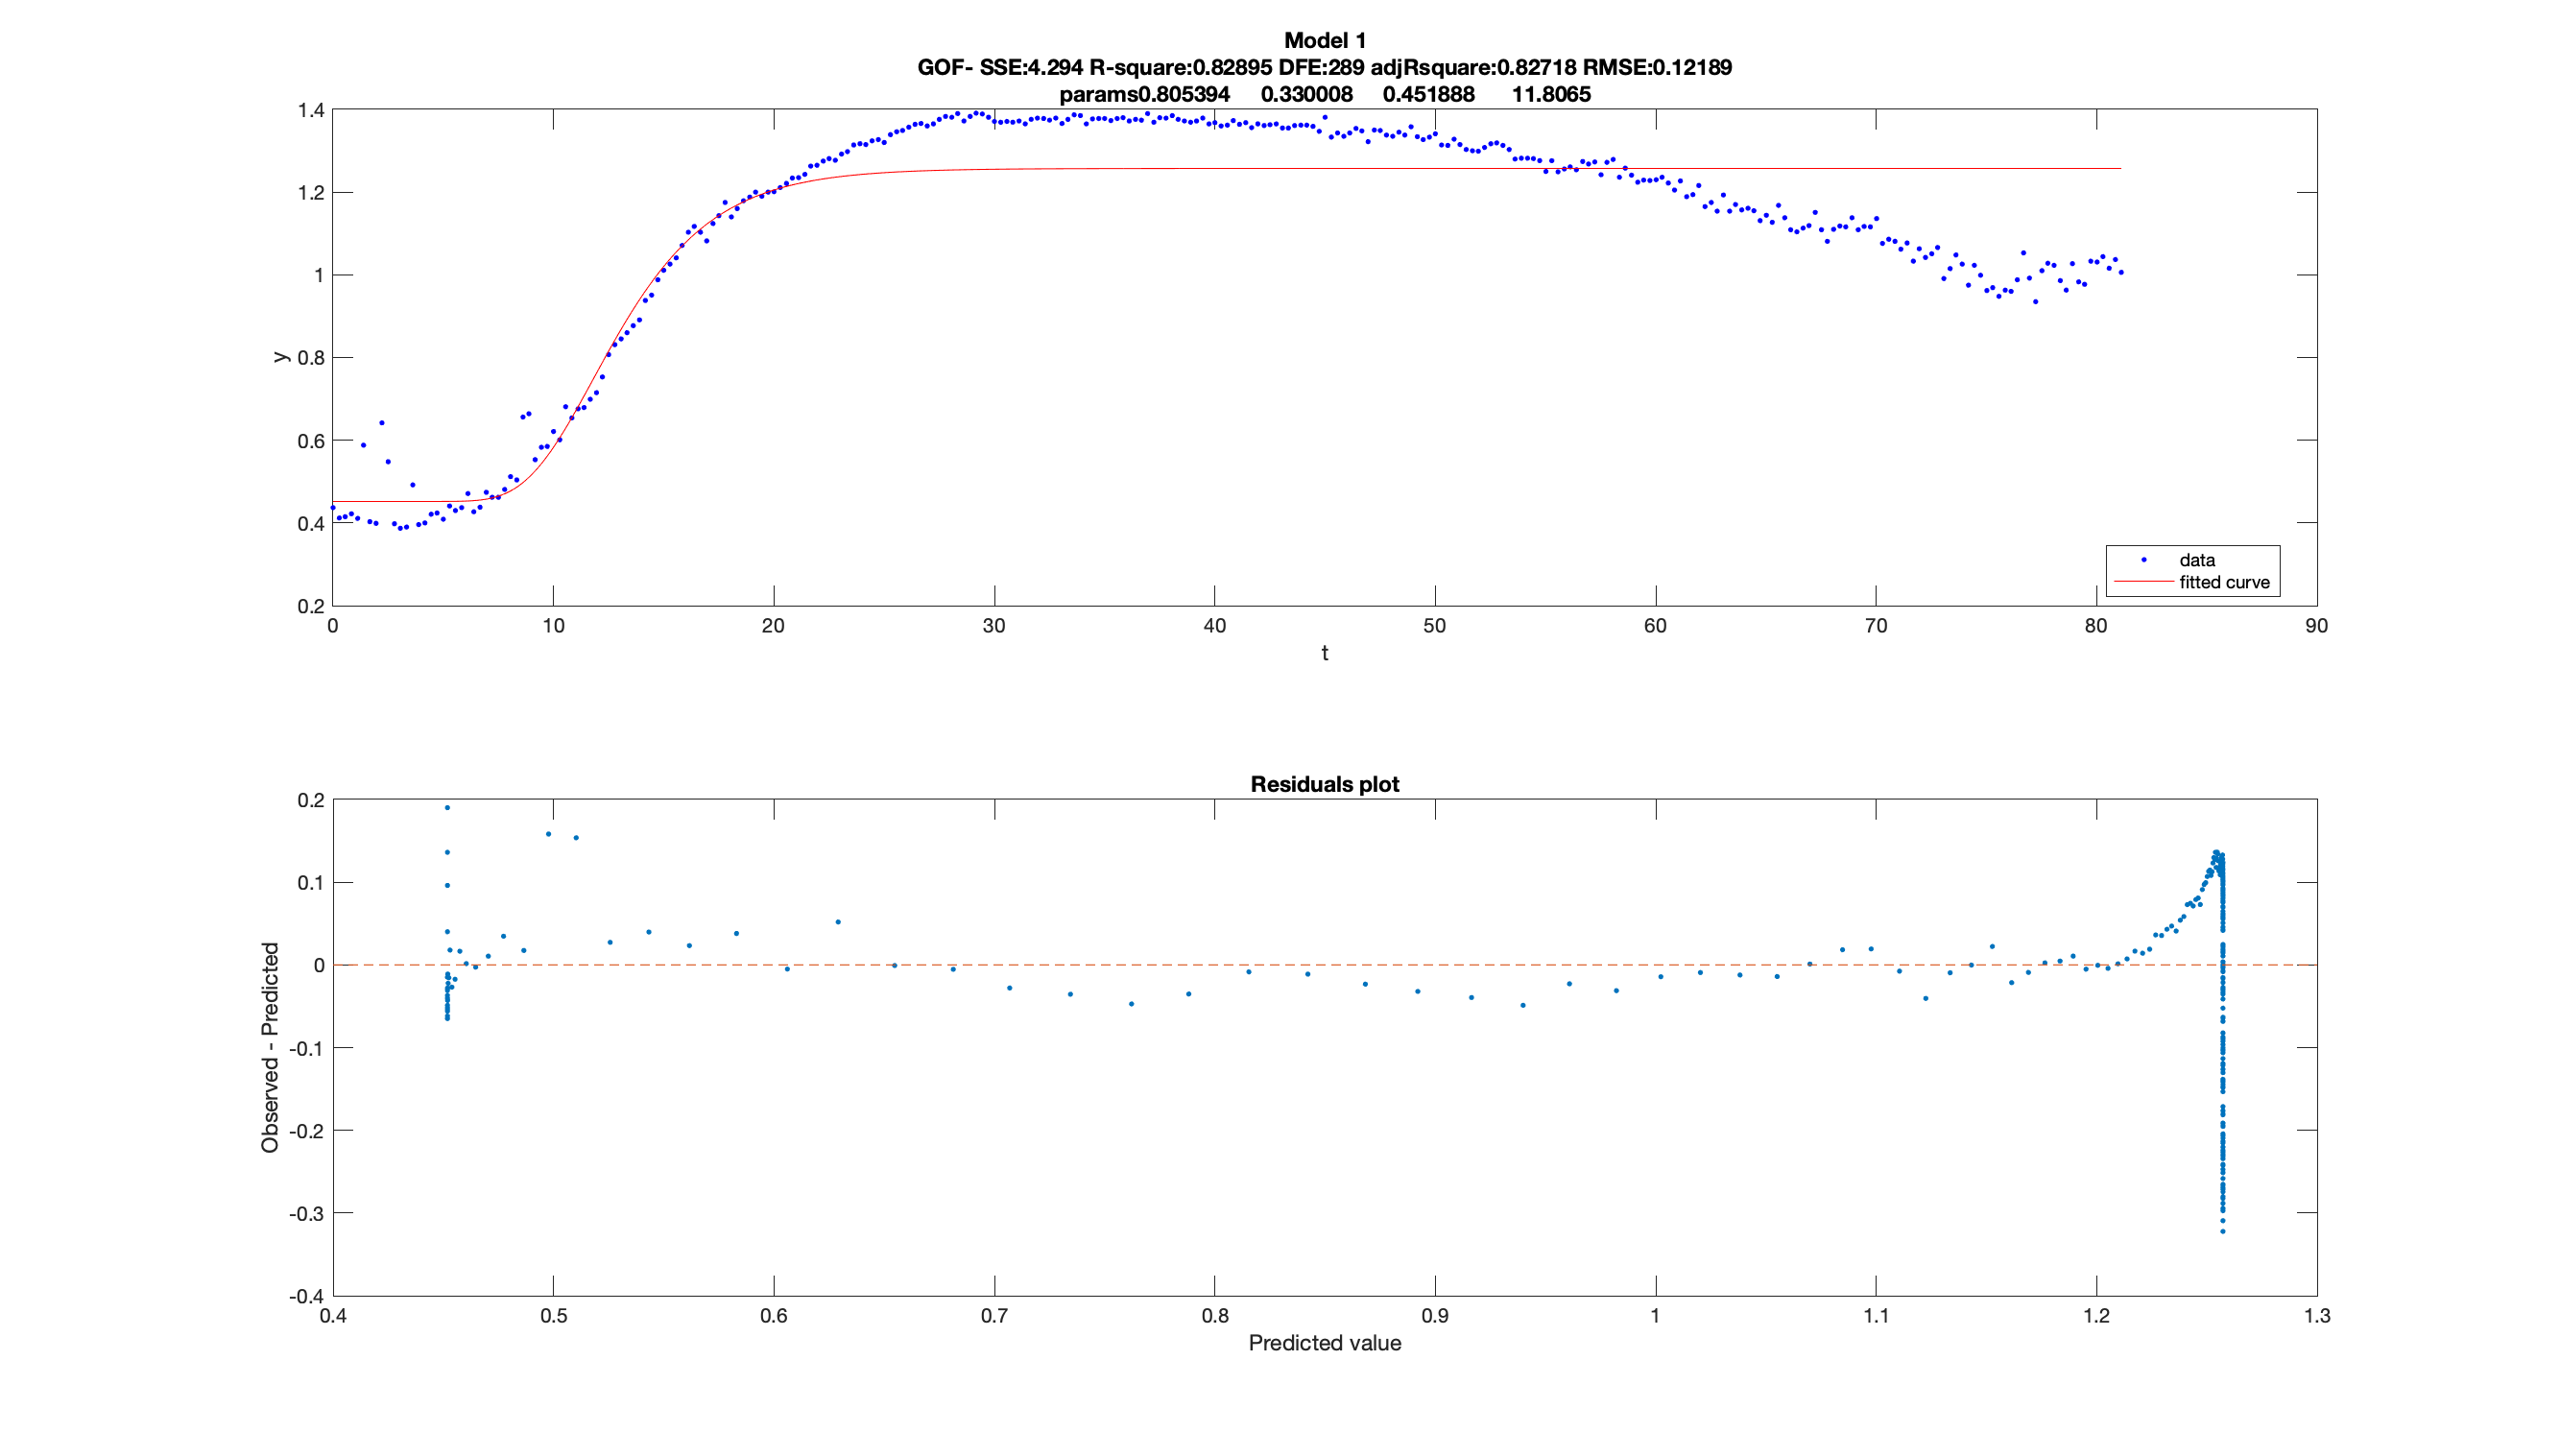 Model 1
GOF- SSE:4.294 R-square:0.82895 DFE:289 adjRsquare:0.82718 RMSE:0.12189
params0.805394 0.330008 0.451888 11.8065
1.4
1.2
1
0.8
0.6
0.4
0.2
y
0 10 20 30 40 50 60 70 80 90
t
data
fitted curve
Residuals plot
0.2
0.1
0
-0.1
-0.2
-0.3
-0.4
Observed - Predicted
0.4 0.5 0.6 0.7 0.8 0.9 1 1.1 1.2 1.3
Predicted value